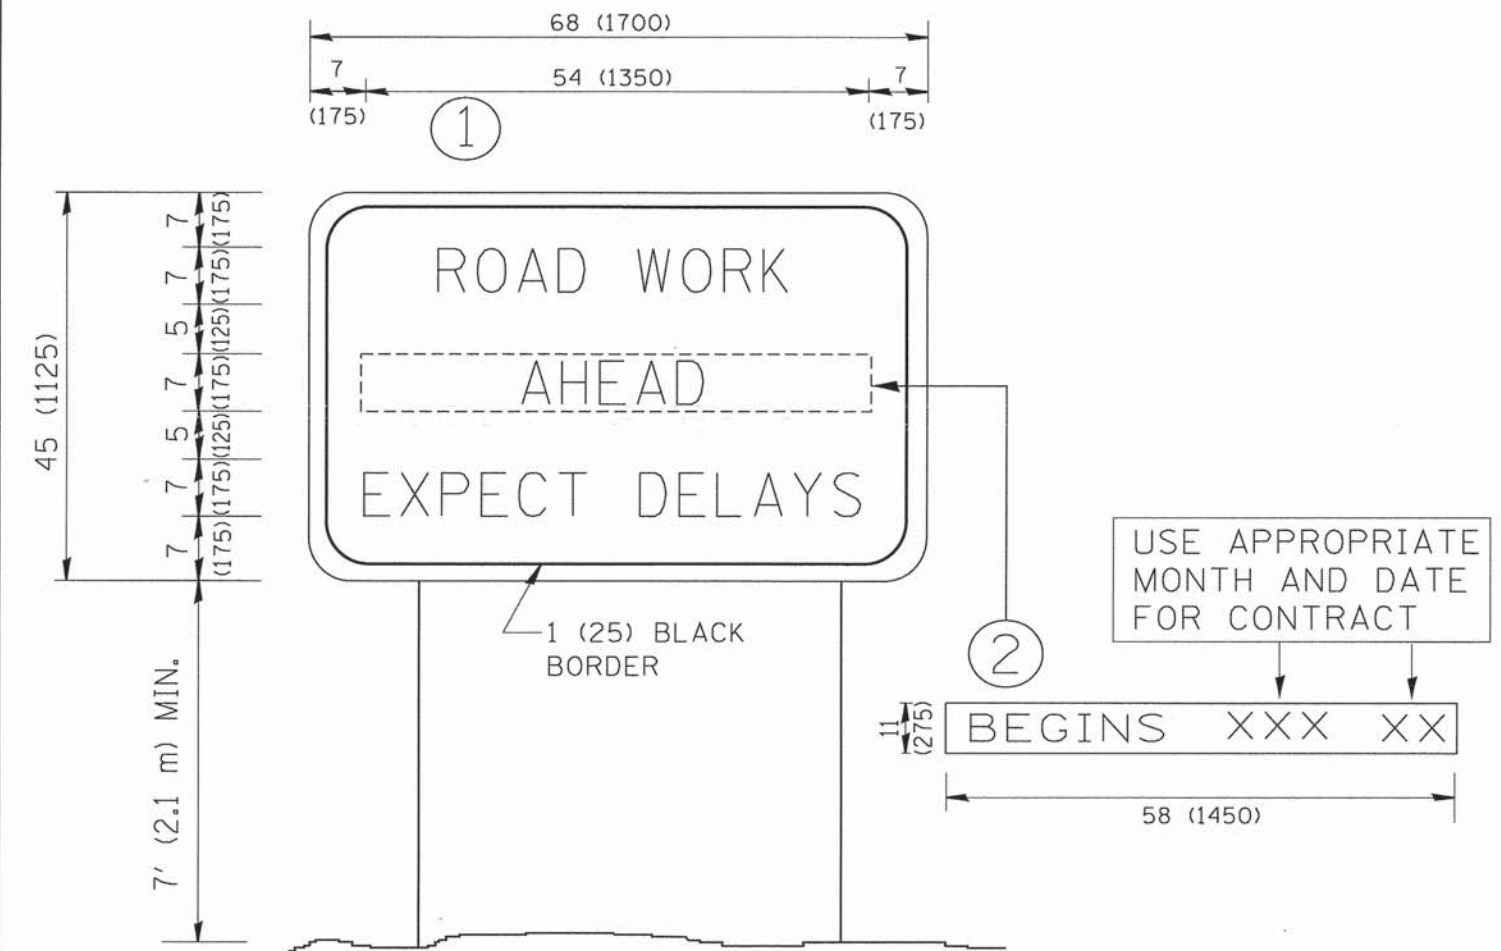 68 (1700)
7 54 (1350) 7
(175) (175)
1
ROAD WORK
AHEAD
EXPECT DELAYS
45 (1125)
7 (175)
7 (175)
5 (125)
7 (175)
5 (125)
7 (175)
7 (175)
7' (2.1 m) MIN.
1 (25) BLACK
BORDER
2
USE APPROPRIATE
MONTH AND DATE
FOR CONTRACT
11 (275)
BEGINS XXX XX
58 (1450)